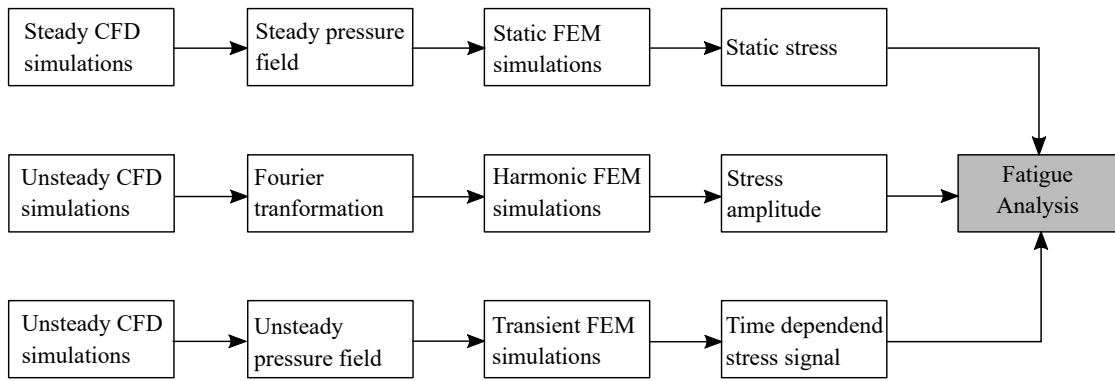 Steady CFD
simulations
Steady pressure
field
Static FEM
simulations
Static stress
Unsteady CFD
simulations
Fourier
tranformation
Harmonic FEM
simulations
Stress
amplitude
Fatigue
Analysis
Unsteady CFD
simulations
Unsteady
pressure field
Transient FEM
simulations
Time dependend
stress signal